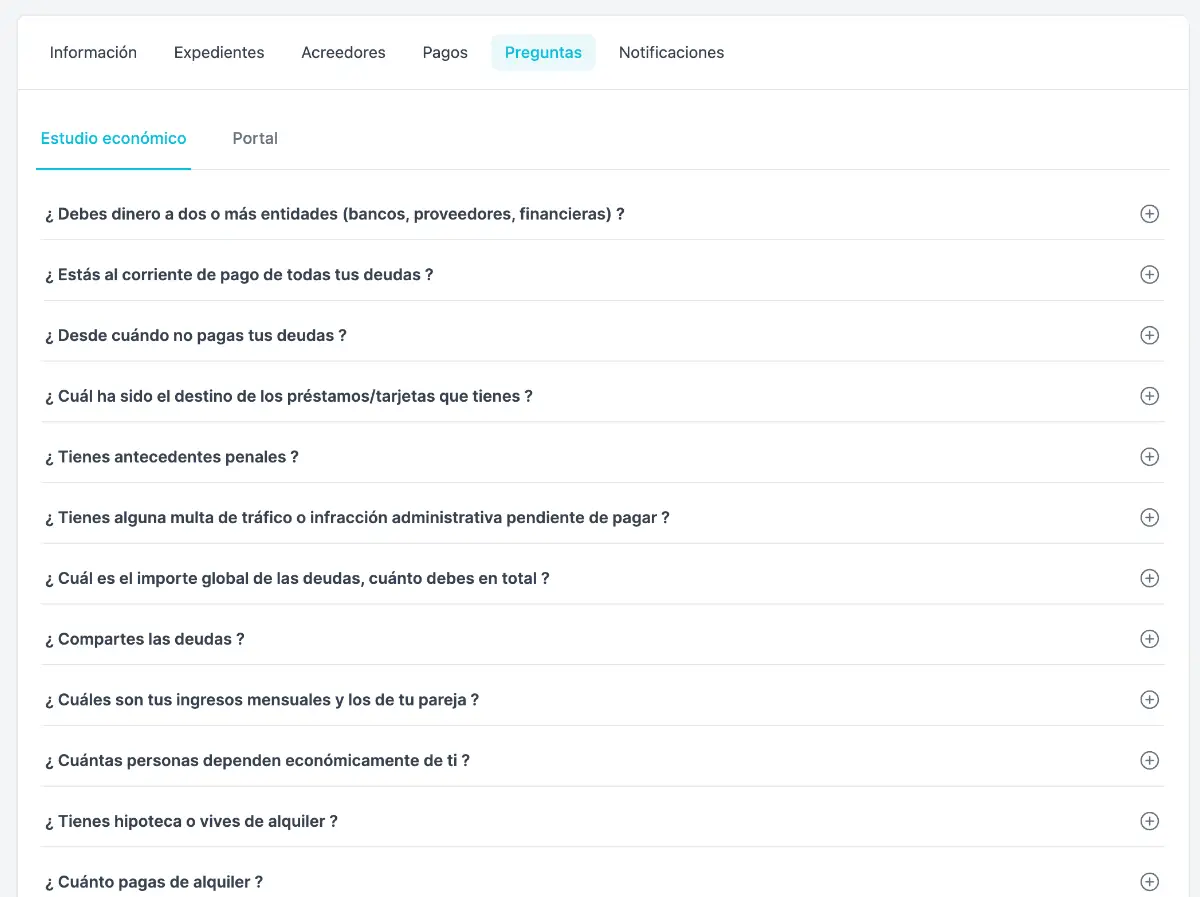 Información Expedientes Acreedores Pagos Preguntas Notificaciones
Estudio económico Portal
¿ Debes dinero a dos o más entidades (bancos, proveedores, financieras) ?
¿ Estás al corriente de pago de todas tus deudas ?
¿ Desde cuándo no pagas tus deudas ?
¿ Cuál ha sido el destino de los préstamos/tarjetas que tienes ?
¿ Tienes antecedentes penales ?
¿ Tienes alguna multa de tráfico o infracción administrativa pendiente de pagar ?
¿ Cuál es el importe global de las deudas, cuánto debes en total ?
¿ Compartes las deudas ?
¿ Cuáles son tus ingresos mensuales y los de tu pareja ?
¿ Cuántas personas dependen económicamente de ti ?
¿ Tienes hipoteca o vives de alquiler ?
¿ Cuánto pagas de alquiler ?